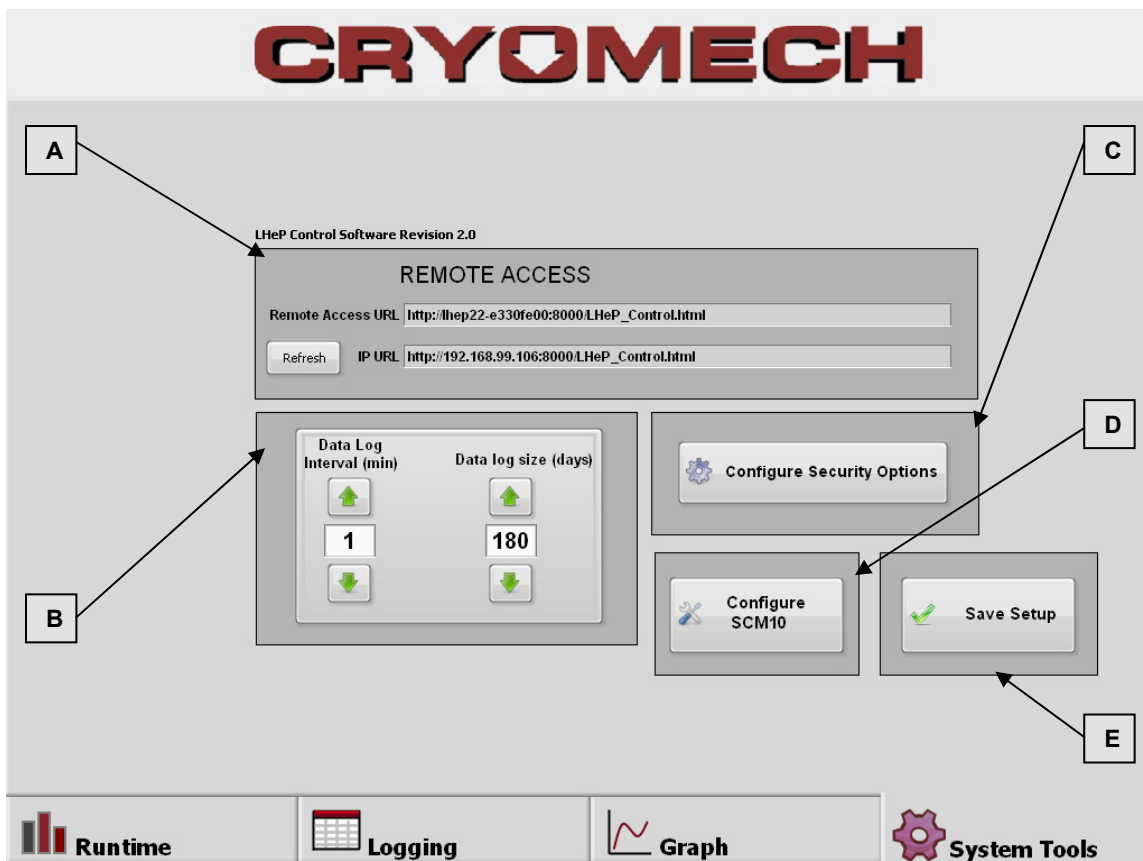 CRYOMECH
A
C
LHeP Control Software Revision 2.0
REMOTE ACCESS
Remote Access URL http://lhep22-e330fe00:8000/LHeP_Control.html
Refresh IP URL http://192.168.99.106:8000/LHeP_Control.html
D
Data Log
Interval (min)
Data log size (days)
Configure Security Options
1 180
B
Configure
SCM10
Save Setup
E
Runtime Logging Graph System Tools